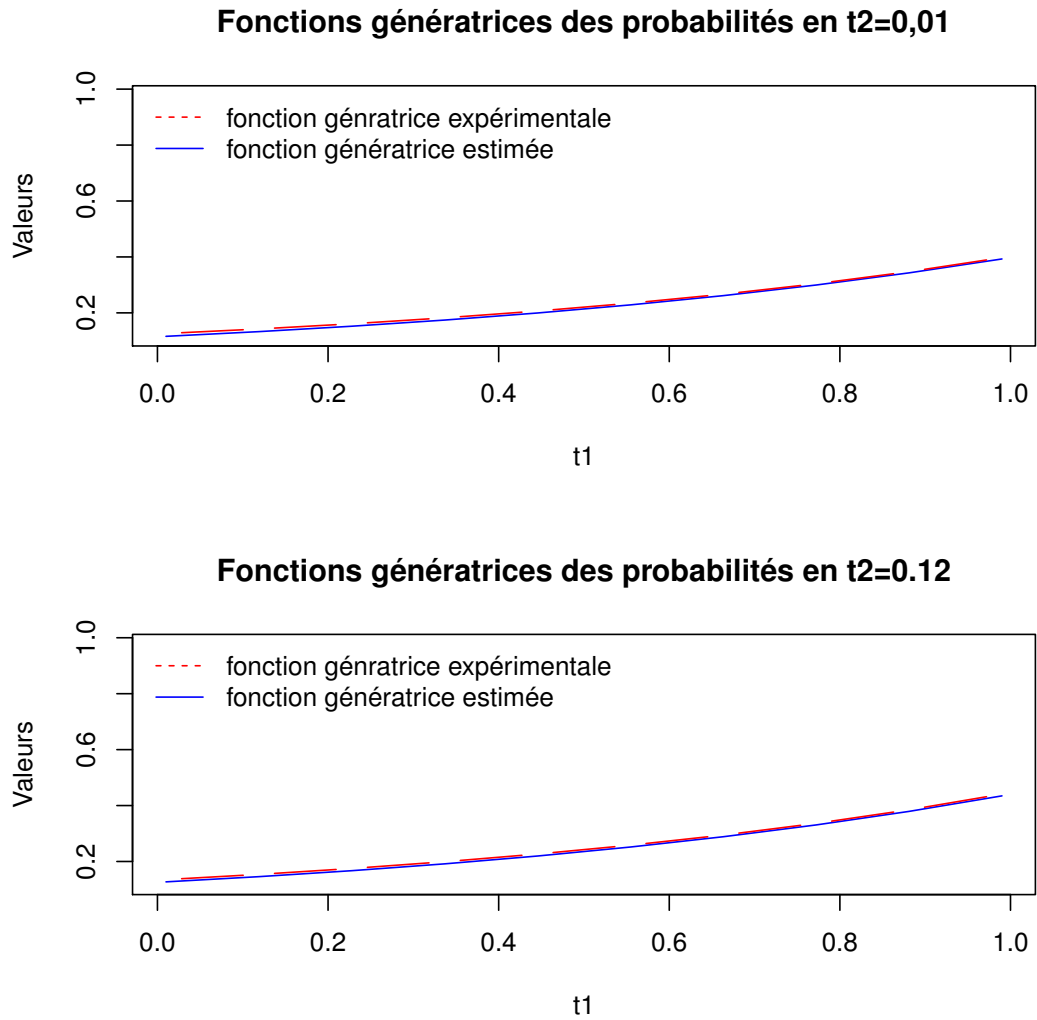 Fonctions génératrices des probabilités en t2=0,01
Valeurs
1.0
0.6
0.2
fonction génratrice expérimentale
fonction génératrice estimée
0.0 0.2 0.4 0.6 0.8 1.0
t1
Fonctions génératrices des probabilités en t2=0.12
Valeurs
1.0
0.6
0.2
fonction génratrice expérimentale
fonction génératrice estimée
0.0 0.2 0.4 0.6 0.8 1.0
t1